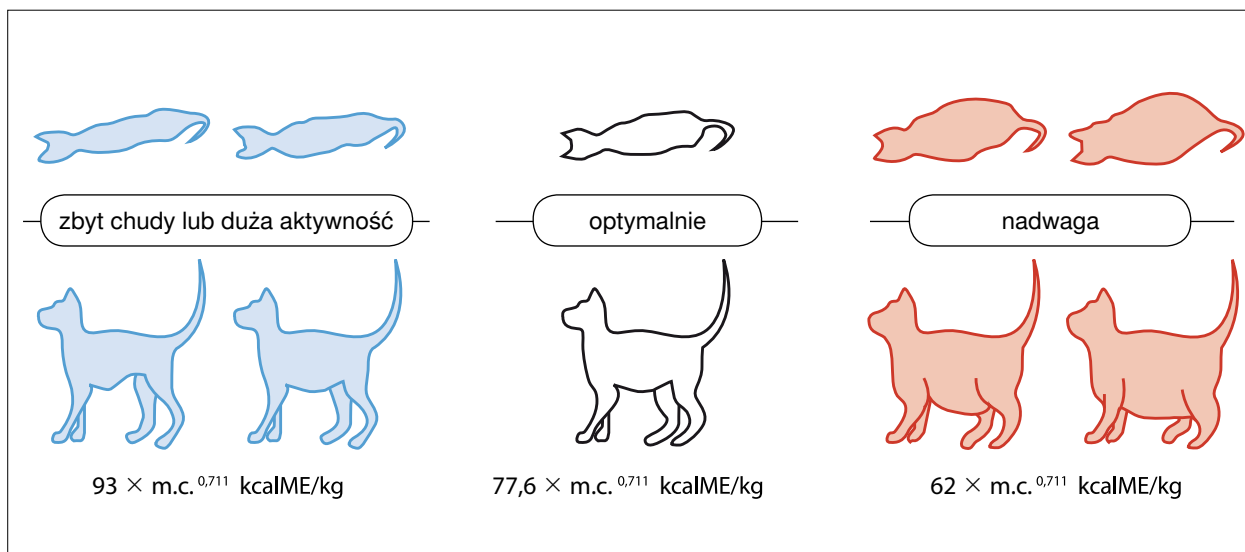 zbyt chudy lub duża aktywność
optymalnie
nadwaga
93 × m.c. 0,711 kcalME/kg
77,6 × m.c. 0,711 kcalME/kg
62 × m.c. 0,711 kcalME/kg